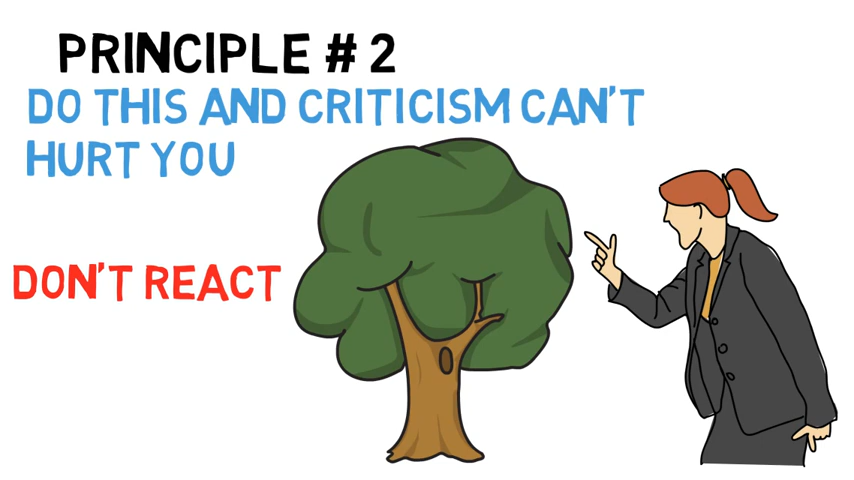 PRINCIPLE # 2
DO THIS AND CRITICISM CAN'T
HURT YOU
DON'T REACT